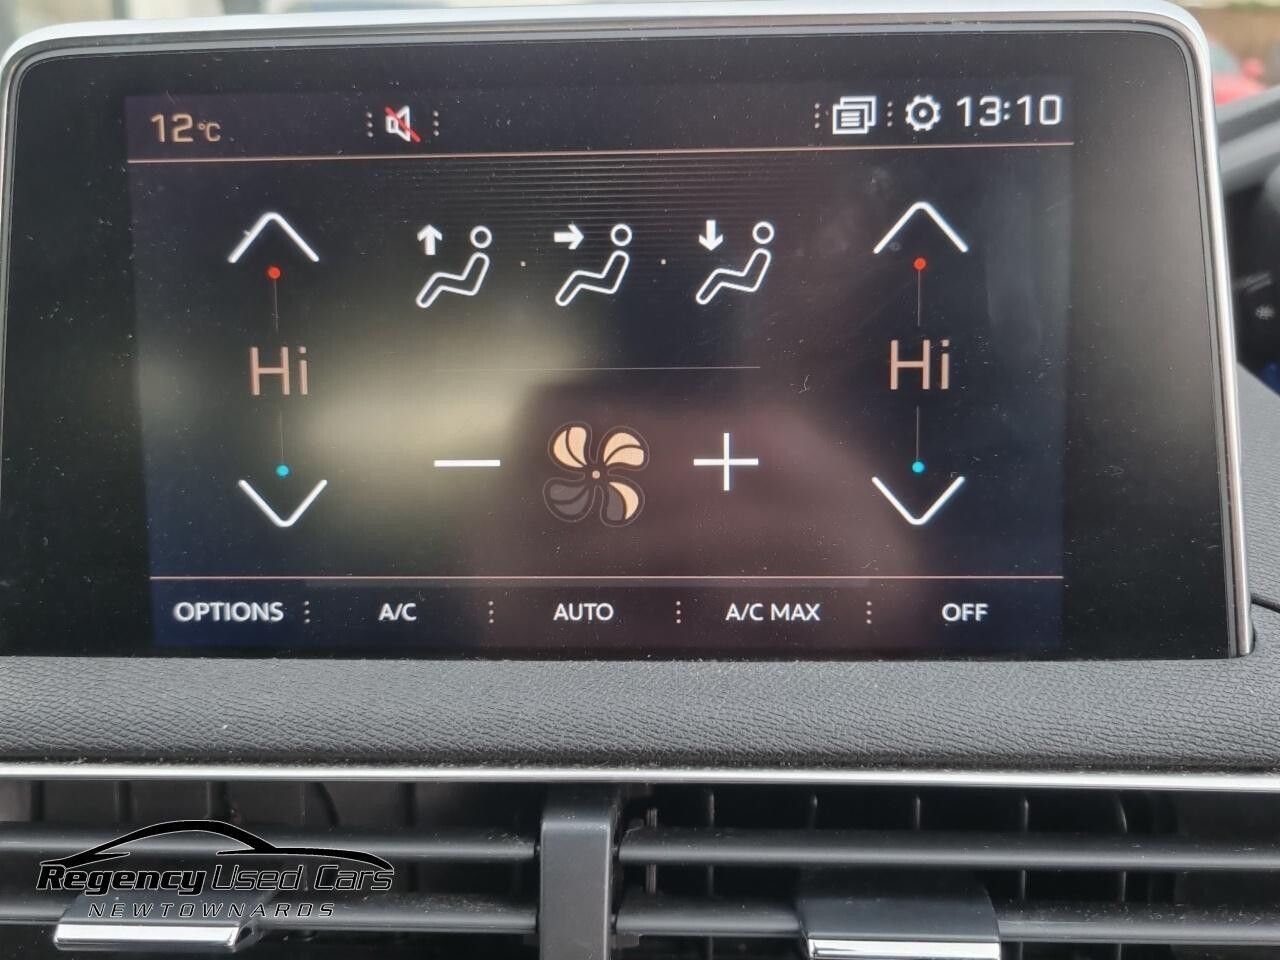 12°C
13:10
Hi
Hi
OPTIONS
A/C
AUTO
A/C MAX
OFF
Regency Used Cars
NEWTOWNARDS